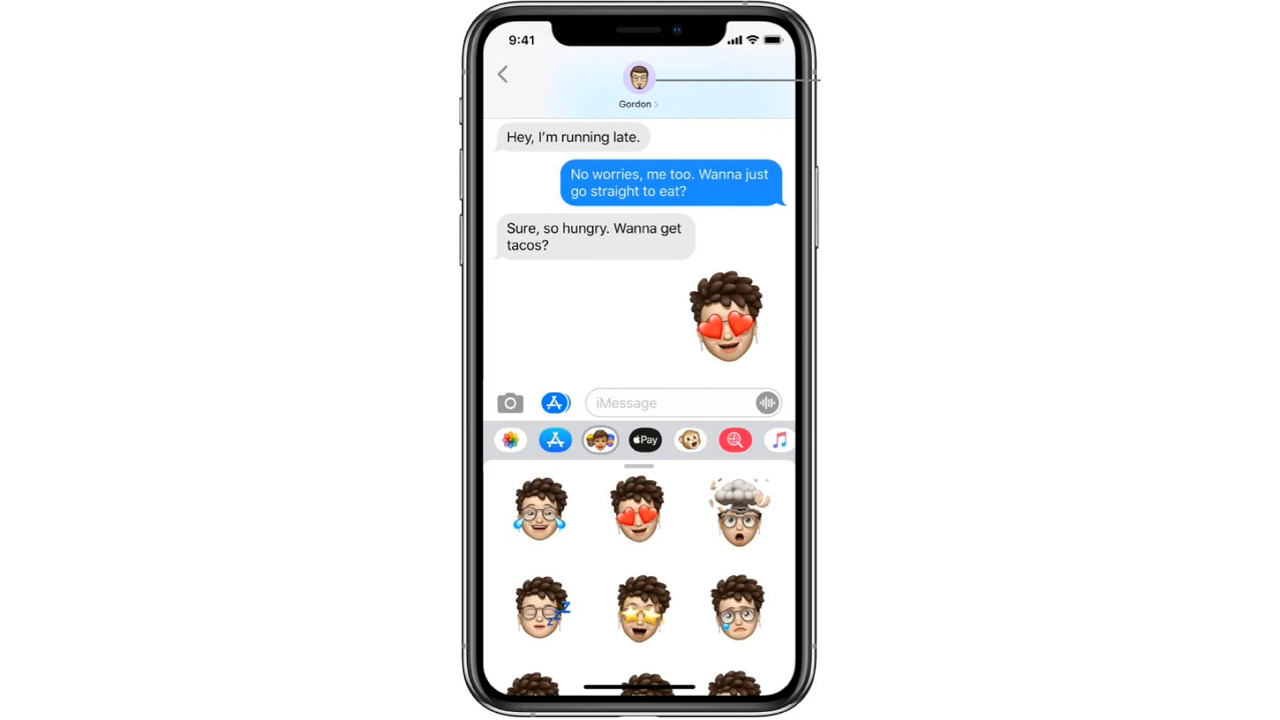 9:41
Gordon
Hey, I’m running late.
No worries, me too. Wanna just
go straight to eat?
Sure, so hungry. Wanna get
tacos?
iMessage
Pay
z z Z